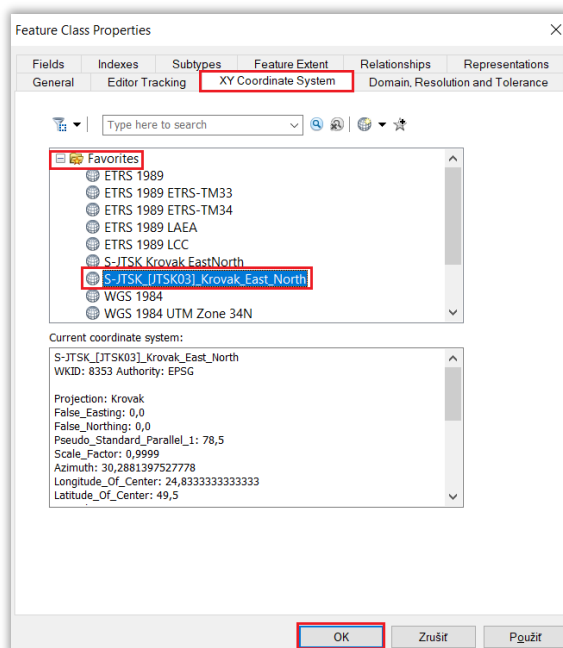 Feature Class Properties
Fields Indexes Subtypes Feature Extent Relationships Representations
General Editor Tracking XY Coordinate System Domain, Resolution and Tolerance
Type here to search
Favorites
ETRS 1989
ETRS 1989 ETRS-TM33
ETRS 1989 ETRS-TM34
ETRS 1989 LAEA
ETRS 1989 LCC
S-JTSK Krovak EastNorth
S-JTSK_[JTSK03]_Krovak_East_North
WGS 1984
WGS 1984 UTM Zone 34N
Current coordinate system:
S-JTSK_[JTSK03]_Krovak_East_North
WKID: 8353 Authority: EPSG
Projection: Krovak
False_Easting: 0,0
False_Northing: 0,0
Pseudo_Standard_Parallel_1: 78,5
Scale_Factor: 0,9999
Azimuth: 30,2881397527778
Longitude_Of_Center: 24,8333333333333
Latitude_Of_Center: 49,5
OK Zrušiť Použiť